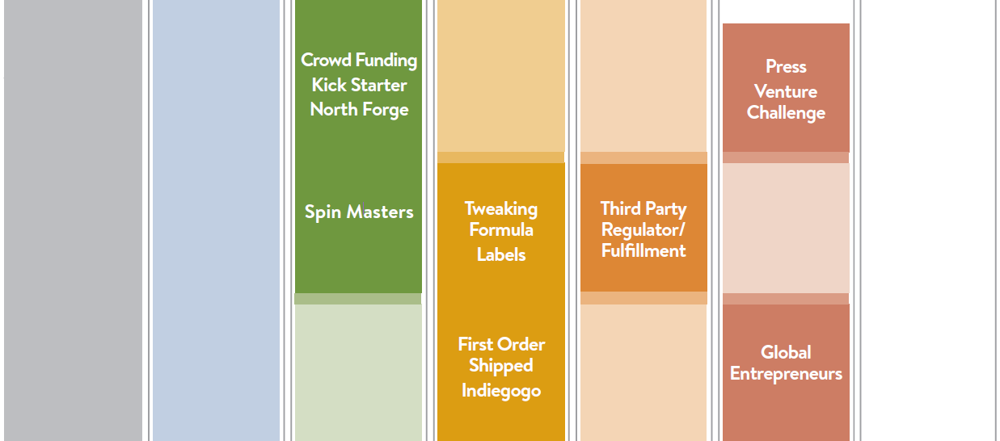 Crowd Funding
Kick Starter
North Forge
Spin Masters
Tweaking
Formula
Labels
First Order
Shipped
Indiegogo
Third Party
Regulator/
Fulfillment
Press
Venture
Challenge
Global
Entrepreneurs